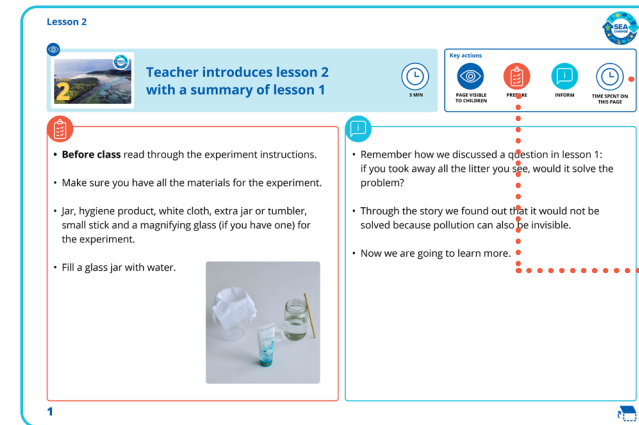 Lesson 2
SEA
CHANGE
2
Teacher introduces lesson 2
with a summary of lesson 1
3 MIN
Key actions
PAGE VISIBLE
TO CHILDREN
PREPARE
INFORM
TIME SPENT ON
THIS PAGE
• Before class read through the experiment instructions.
• Make sure you have all the materials for the experiment.
• Jar, hygiene product, white cloth, extra jar or tumbler,
small stick and a magnifying glass (if you have one) for
the experiment.
• Fill a glass jar with water.
• Remember how we discussed a question in lesson 1:
if you took away all the litter you see, would it solve the
problem?
• Through the story we found out that it would not be
solved because pollution can also be invisible.
• Now we are going to learn more.
1